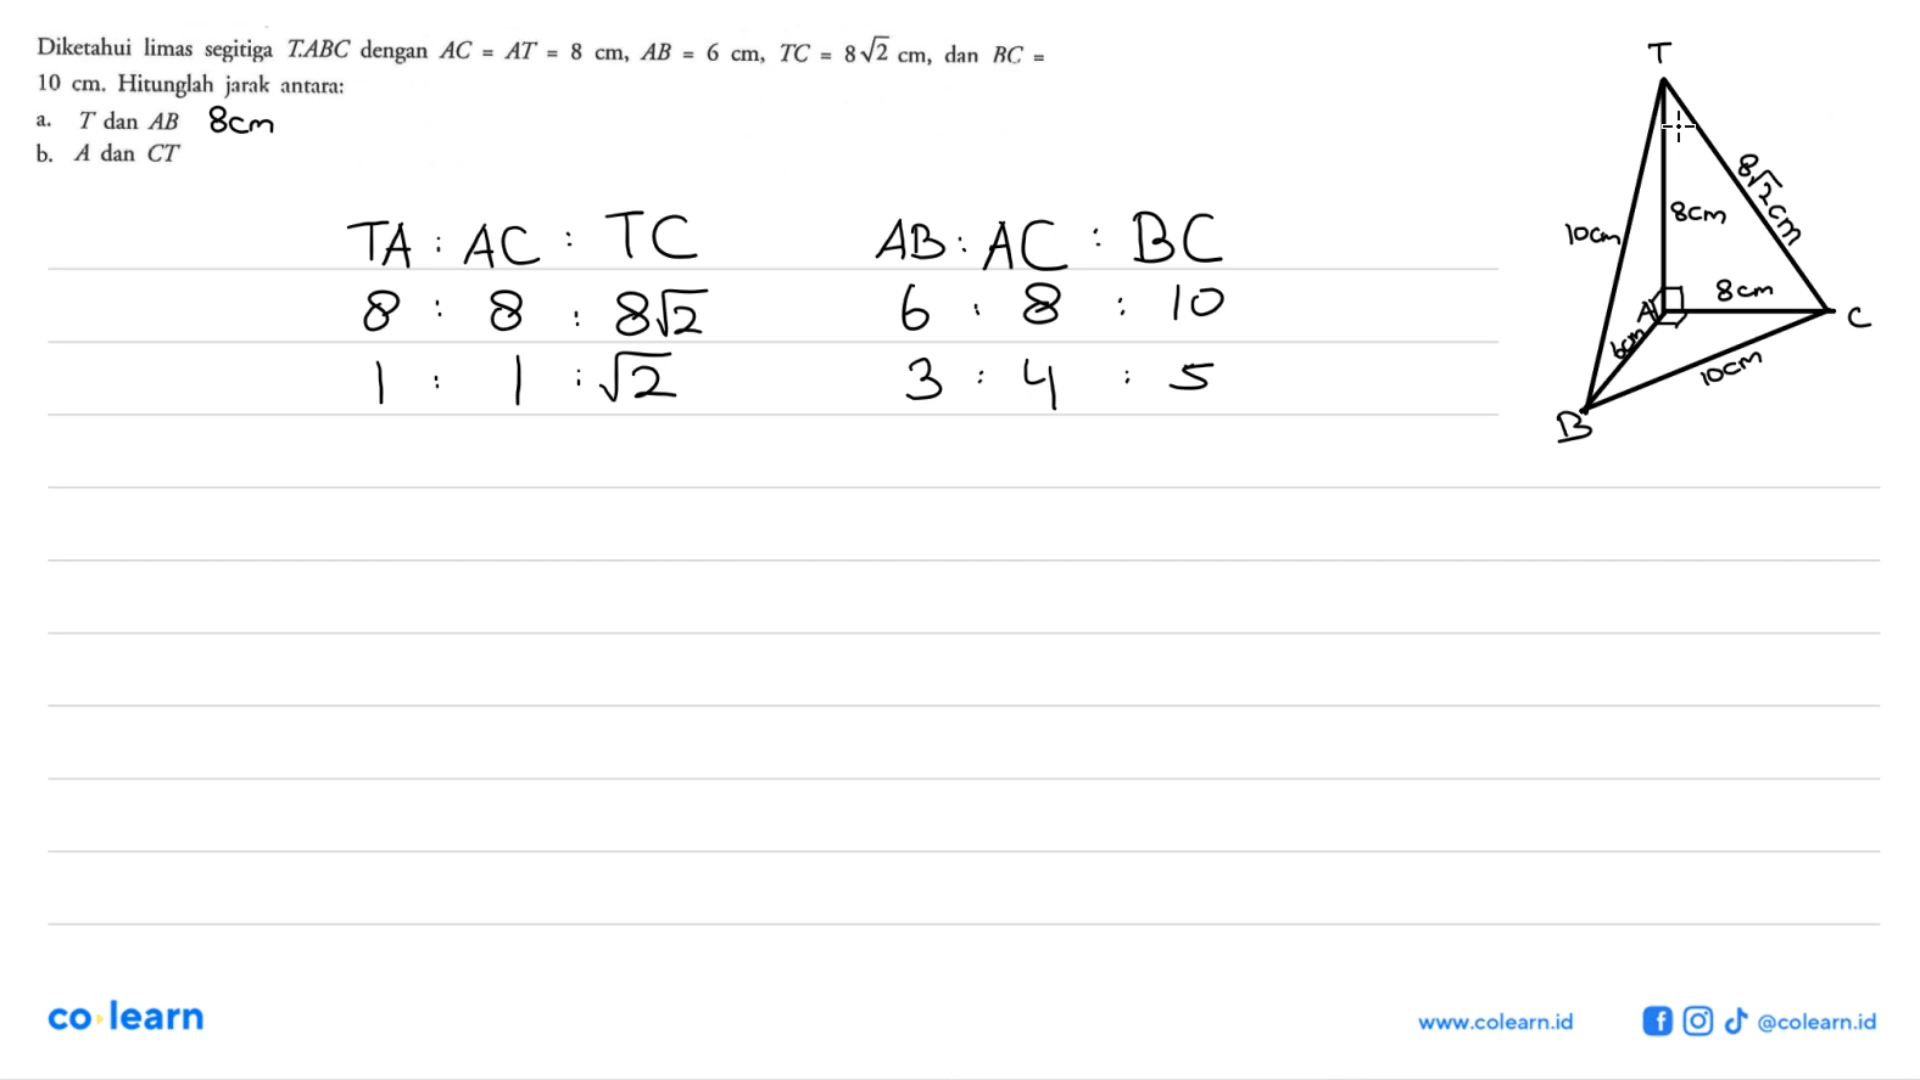 Diketahui limas segitiga T.ABC dengan AC = AT = 8 cm, AB = 6 cm, TC = 8√2 cm, dan BC =
10 cm. Hitunglah jarak antara:
a. T dan AB 8cm
b. A dan CT
TA : AC : TC
8 : 8 : 8√2
1 : 1 : √2
AB : AC : BC
6 : 8 : 10
3 : 4 : 5
T
8√2cm
10cm
8cm
8cm
A
C
6cm
10cm
B
co learn
www.colearn.id
@colearn.id